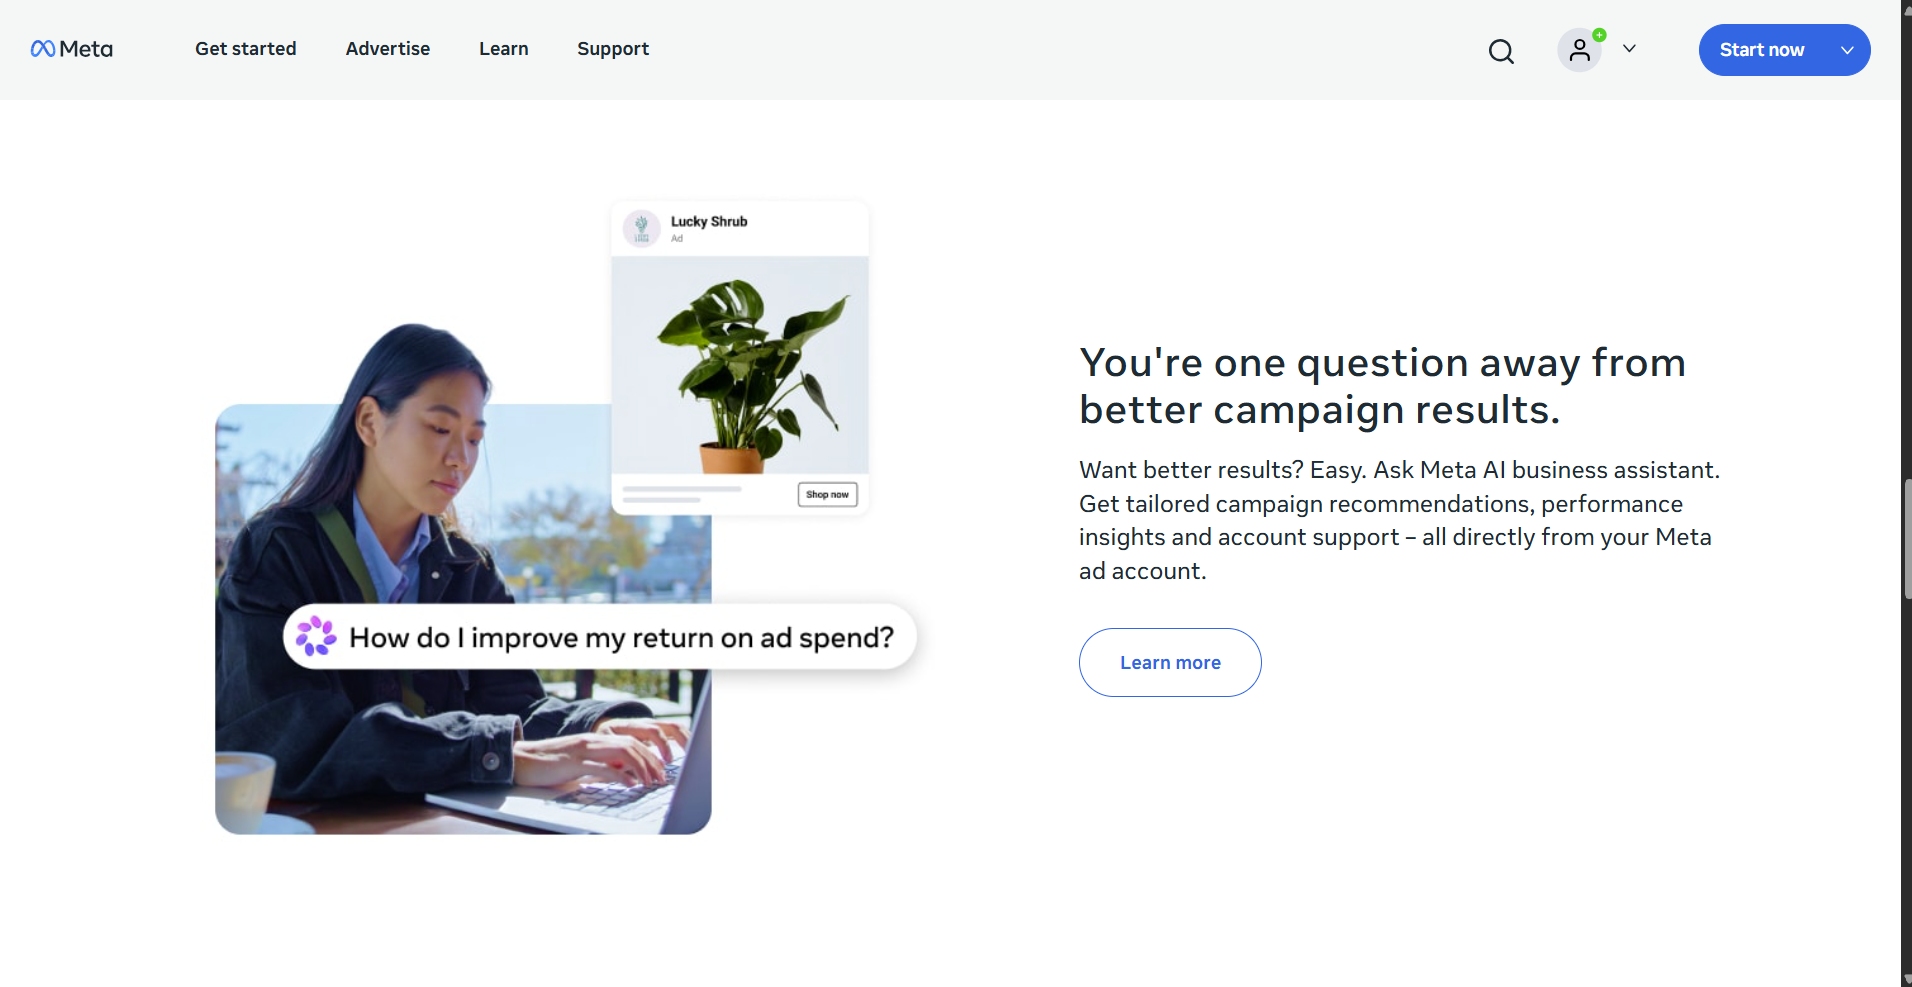 Meta
Get started
Advertise
Learn
Support
Start now
Lucky Shrub
Ad
Shop now
How do I improve my return on ad spend?
You're one question away from
better campaign results.
Want better results? Easy. Ask Meta AI business assistant.
Get tailored campaign recommendations, performance
insights and account support – all directly from your Meta
ad account.
Learn more